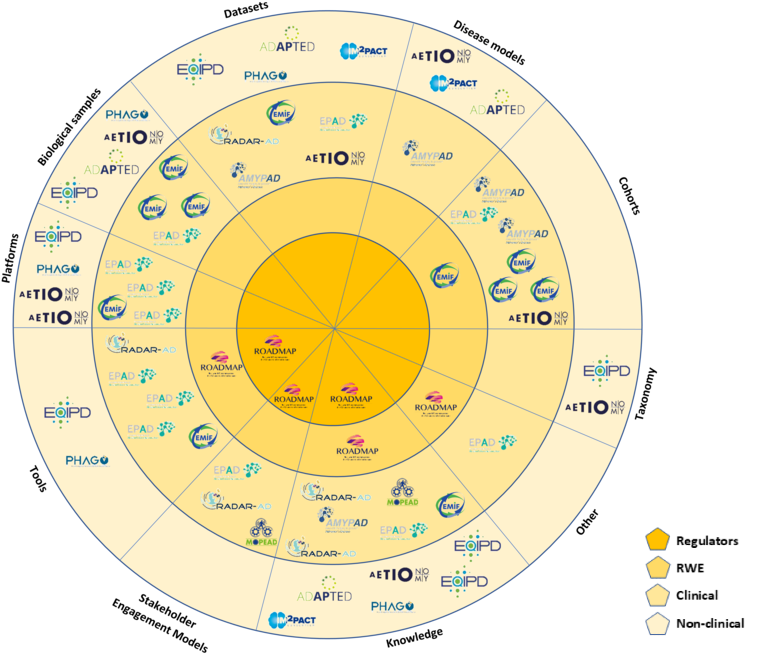 Datasets
Disease models
Biological samples
Cohorts
Platforms
Taxonomy
Tools
Other
Stakeholder
Engagement Models
Knowledge
ADAPTED
IM2PACT
EQIPD
PHAGO
AETIONOMY
IM2PACT
ADAPTED
PHAGO
AETIONOMY
ADAPTED
EQIPD
EMIF
EPAD
RADAR-AD
AETIONOMY
AMYPAD
AMYPAD
EMIF
EMIF
EMIF
EPAD
AMYPAD
EPAD
AMYPAD
EMIF
EMIF
EMIF
AETIONOMY
EQIPD
PHAGO
AETIONOMY
AETIONOMY
EPAD
EPAD
EMIF
EPAD
EMIF
RADAR-AD
EPAD
EPAD
EPAD
EMIF
EQIPD
PHAGO
ROADMAP
ROADMAP
ROADMAP
ROADMAP
ROADMAP
ROADMAP
EQIPD
AETIONOMY
EPAD
EPAD
RADAR-AD
MOPEAD
RADAR-AD
MOPEAD
AMYPAD
EPAD
EMIF
RADAR-AD
EQIPD
AETIONOMY
EQIPD
ADAPTED
PHAGO
IM2PACT
Regulators
RWE
Clinical
Non-clinical